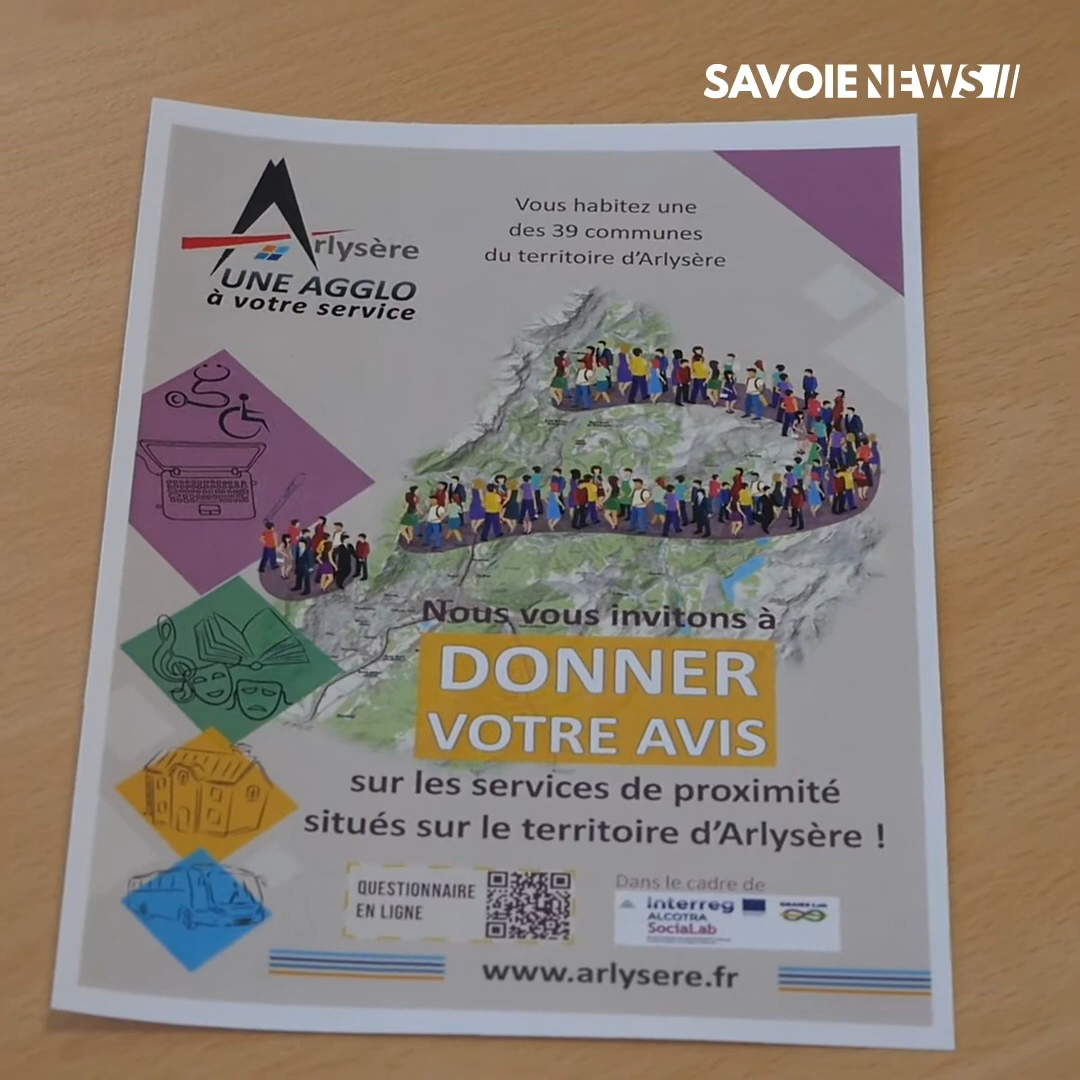 SAVOIE NEWS
Arlysère
UNE AGGLO
à votre service
Vous habitez une
des 39 communes
du territoire d'Arlysère
Nous vous invitons à
DONNER
VOTRE AVIS
sur les services de proximité
situés sur le territoire d'Arlysère !
QUESTIONNAIRE
EN LIGNE
Dans le cadre de
interreg
ALCOTRA
SociaLab
www.arlysere.fr